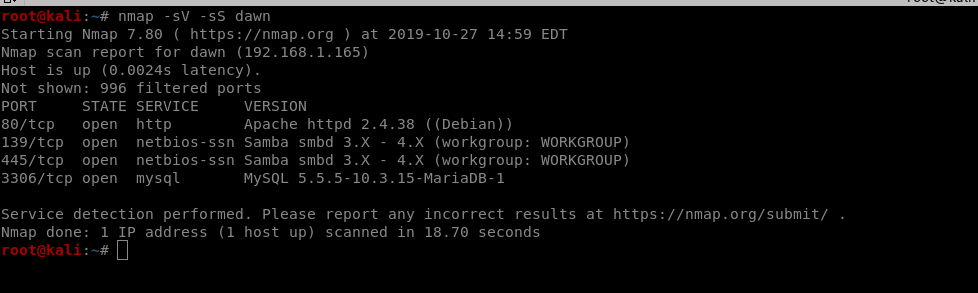 root@kali:~# nmap -sV -sS dawn
Starting Nmap 7.80 ( https://nmap.org ) at 2019-10-27 14:59 EDT
Nmap scan report for dawn (192.168.1.165)
Host is up (0.0024s latency).
Not shown: 996 filtered ports
PORT     STATE SERVICE     VERSION
80/tcp   open  http        Apache httpd 2.4.38 ((Debian))
139/tcp  open  netbios-ssn Samba smbd 3.X - 4.X (workgroup: WORKGROUP)
445/tcp  open  netbios-ssn Samba smbd 3.X - 4.X (workgroup: WORKGROUP)
3306/tcp open  mysql       MySQL 5.5.5-10.3.15-MariaDB-1
Service detection performed. Please report any incorrect results at https://nmap.org/submit/ .
Nmap done: 1 IP address (1 host up) scanned in 18.70 seconds
root@kali:~#